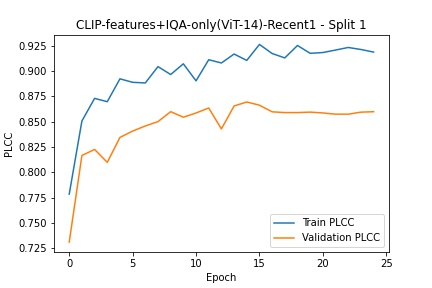 CLIP-features+IQA-only(ViT-14)-Recent1 - Split 1
0.925
0.900
0.875
0.850
0.825
0.800
0.775
0.750
0.725
PLCC
Train PLCC
Validation PLCC
0 5 10 15 20 25
Epoch